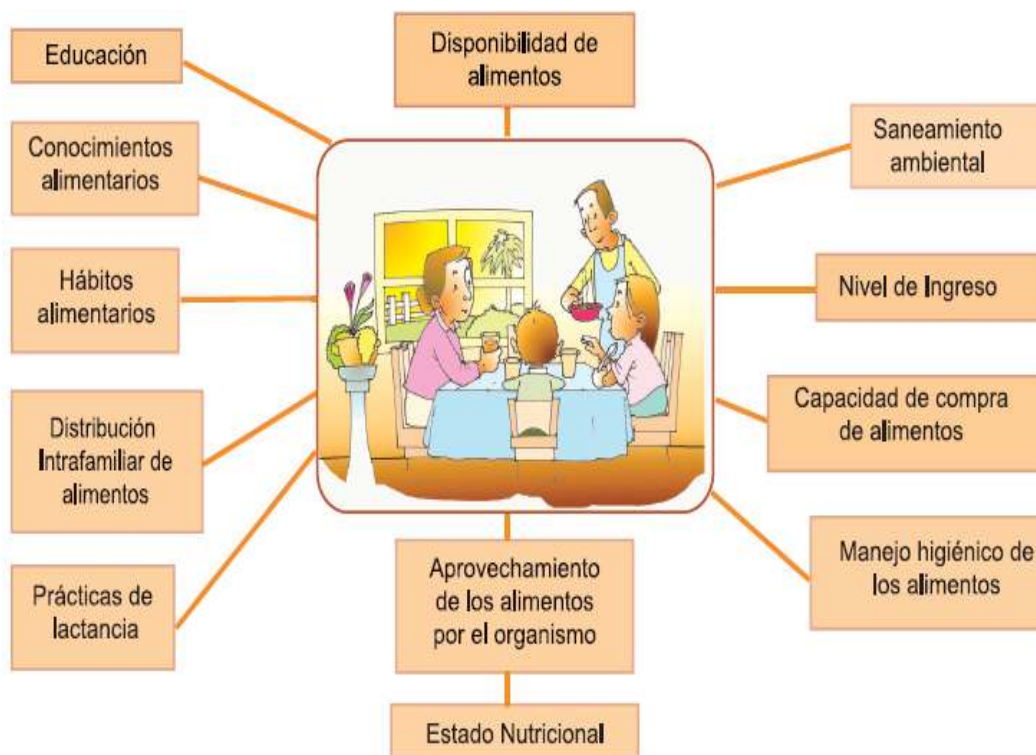 Educación
Disponibilidad de
alimentos
Conocimientos
alimentarios
Saneamiento
ambiental
Hábitos
alimentarios
Nivel de Ingreso
Distribución
Intrafamiliar de
alimentos
Capacidad de compra
de alimentos
Prácticas de
lactancia
Aprovechamiento
de los alimentos
por el organismo
Manejo higiénico de
los alimentos
Estado Nutricional